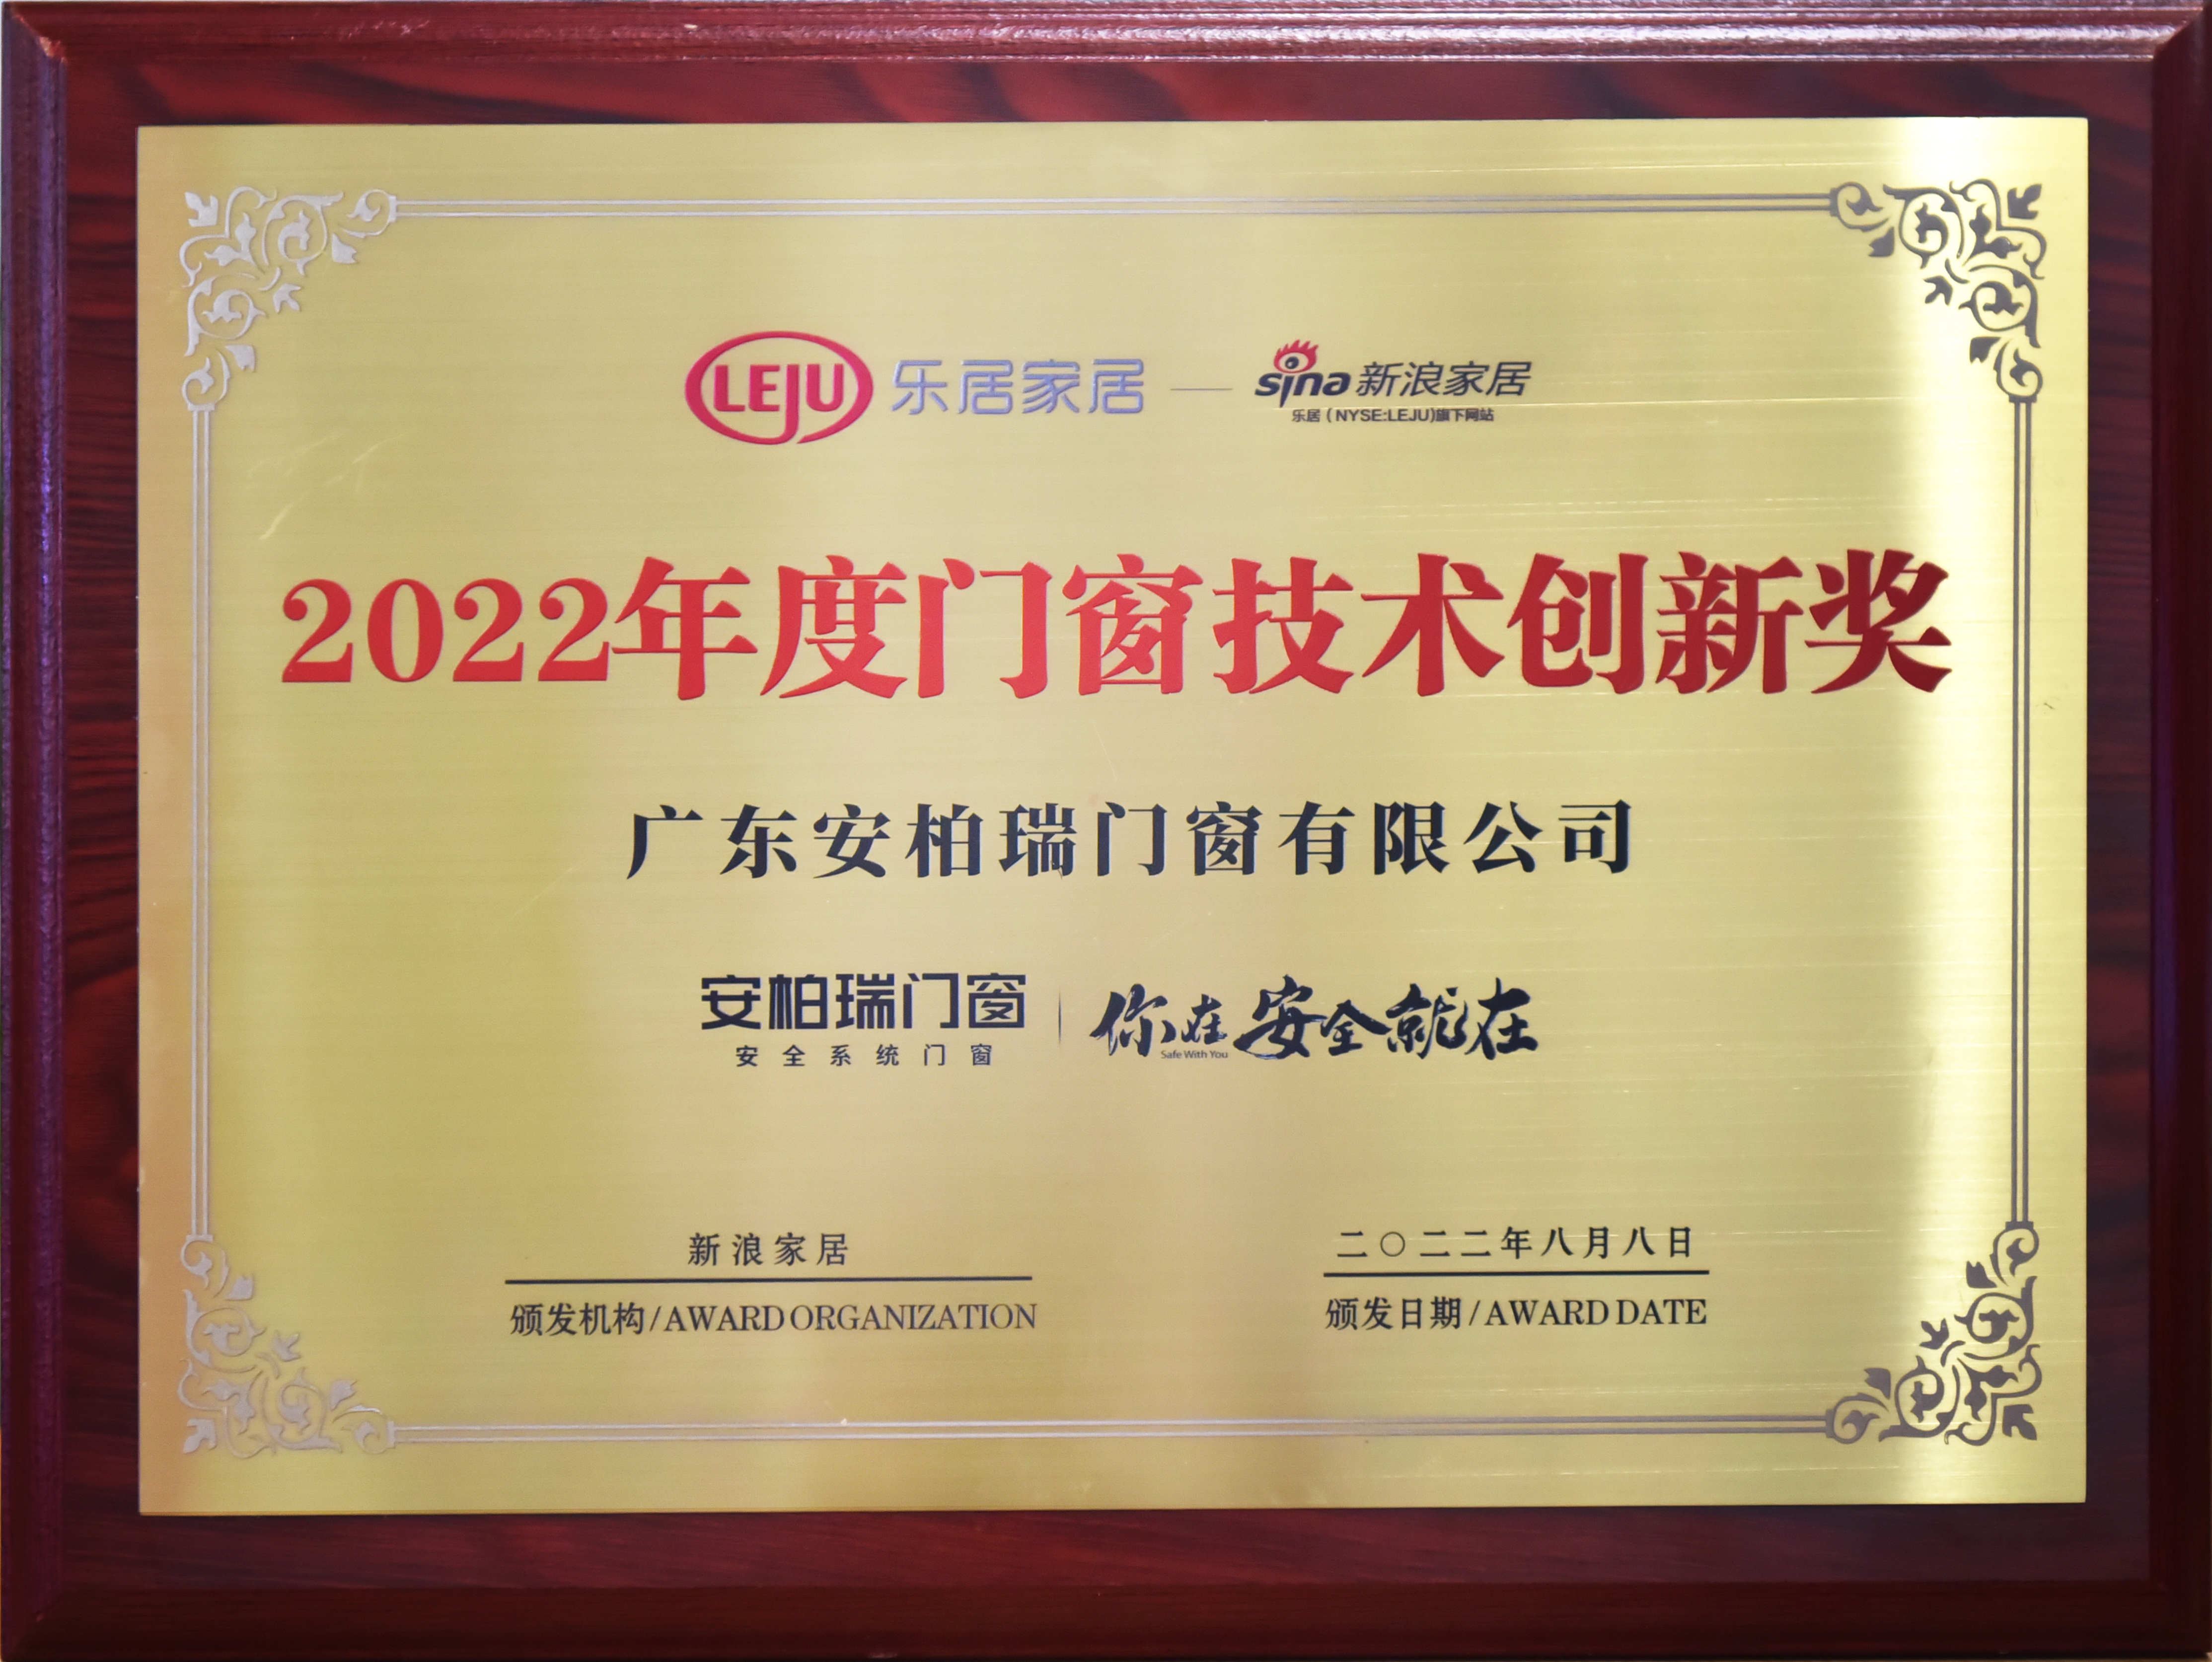 LEJU 乐居家居 — sina 新浪家居
乐居（NYSE:LEJU)旗下网站
2022年度门窗技术创新奖
广东安柏瑞门窗有限公司
安柏瑞门窗 | 你在安全就在
安全系统门窗
Safe With You
新浪家居
颁发机构/AWARD ORGANIZATION
二〇二二年八月八日
颁发日期/AWARD DATE